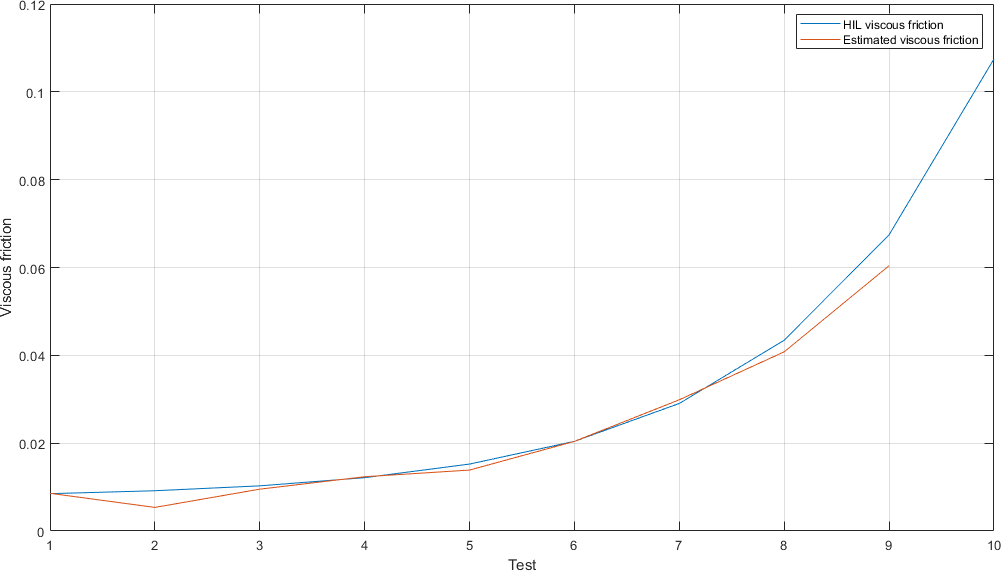 0.12
HIL viscous friction
Estimated viscous friction
0.1
0.08
0.06
0.04
0.02
0
Viscous friction
1 2 3 4 5 6 7 8 9 10
Test